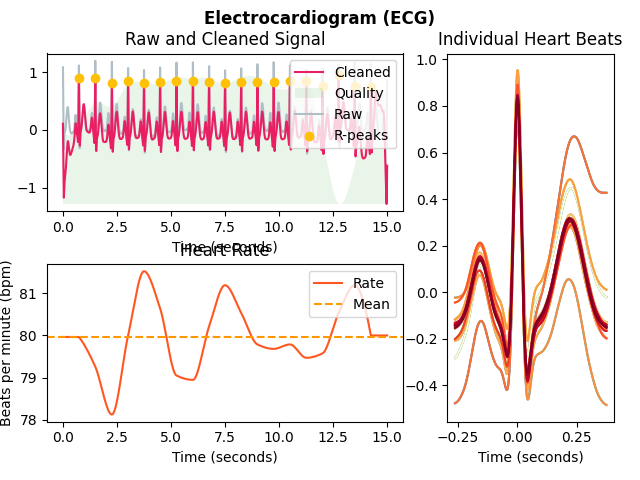 Electrocardiogram (ECG)
Raw and Cleaned Signal
1
0
−1
Cleaned
Quality
Raw
R-peaks
0.0 2.5 5.0 7.5 10.0 12.5 15.0
Time (seconds)
Heart Rate
Beats per minute (bpm)
81
80
79
78
Rate
Mean
0.0 2.5 5.0 7.5 10.0 12.5 15.0
Time (seconds)
Individual Heart Beats
1.0
0.8
0.6
0.4
0.2
0.0
−0.2
−0.4
−0.25 0.00 0.25
Time (seconds)